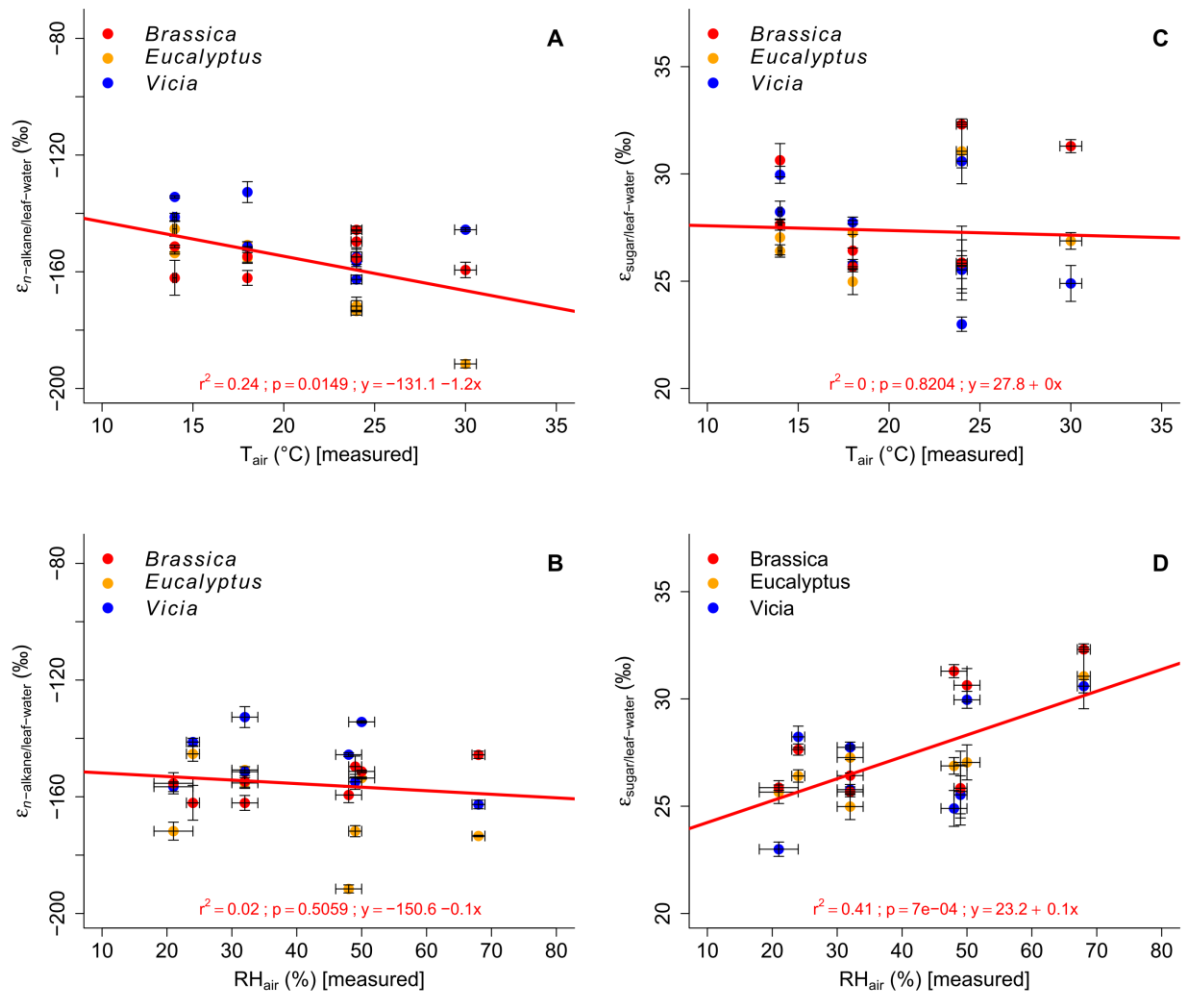 A
Brassica
Eucalyptus
Vicia
−80
−120
−160
−200
εn−alkane/leaf−water (‰)
r² = 0.24 ; p = 0.0149 ; y = −131.1 −1.2x
10 15 20 25 30 35
Tair (°C) [measured]
C
Brassica
Eucalyptus
Vicia
35
30
25
20
εsugar/leaf−water (‰)
r² = 0 ; p = 0.8204 ; y = 27.8 + 0x
10 15 20 25 30 35
Tair (°C) [measured]
B
Brassica
Eucalyptus
Vicia
−80
−120
−160
−200
εn−alkane/leaf−water (‰)
r² = 0.02 ; p = 0.5059 ; y = −150.6 −0.1x
10 20 30 40 50 60 70 80
RHair (%) [measured]
D
Brassica
Eucalyptus
Vicia
35
30
25
20
εsugar/leaf−water (‰)
r² = 0.41 ; p = 7e−04 ; y = 23.2 + 0.1x
10 20 30 40 50 60 70 80
RHair (%) [measured]